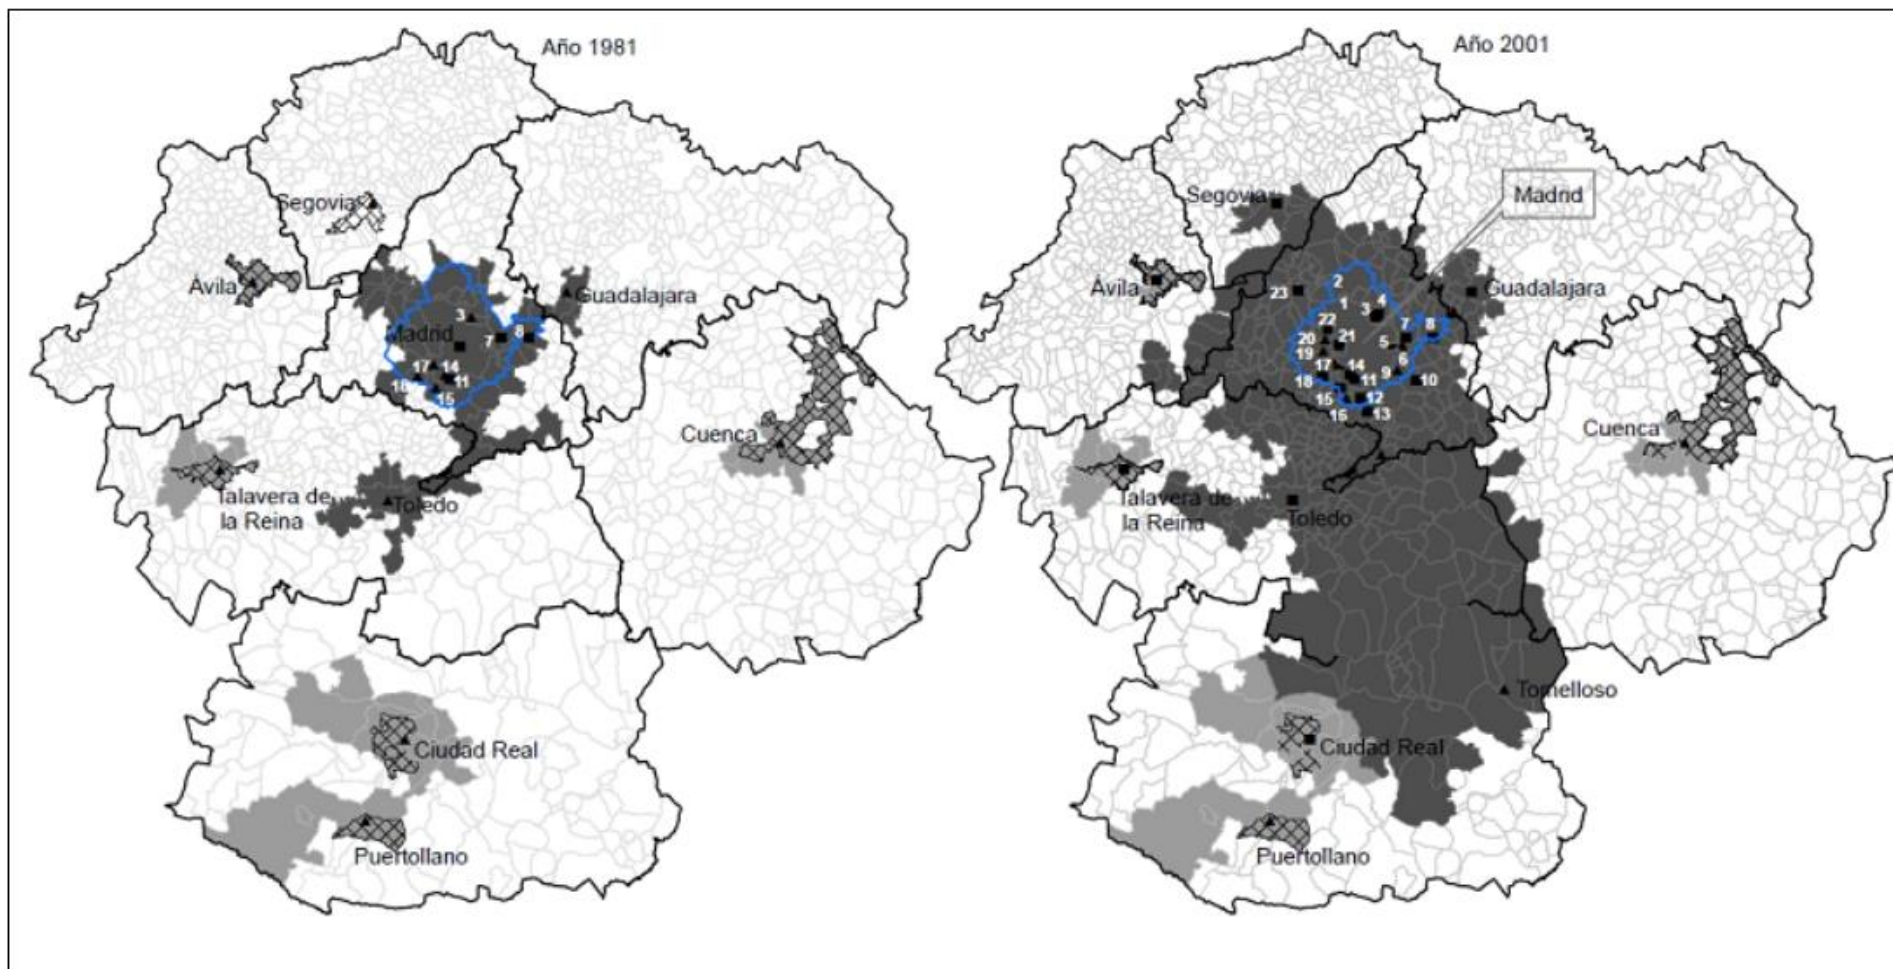 Año 1981
Segovia
Ávila
Guadalajara
3
Madrid
7
8
17
14
18
11
15
Cuenca
Talavera de
la Reina
Toledo
Ciudad Real
Puertollano
Año 2001
Madrid
Segovia
Ávila
Guadalajara
2
23
1
4
3
22
7
8
20
21
5
19
6
17
14
9
18
11
10
15
12
16
13
Cuenca
Talavera de
la Reina
Toledo
Tomelloso
Ciudad Real
Puertollano